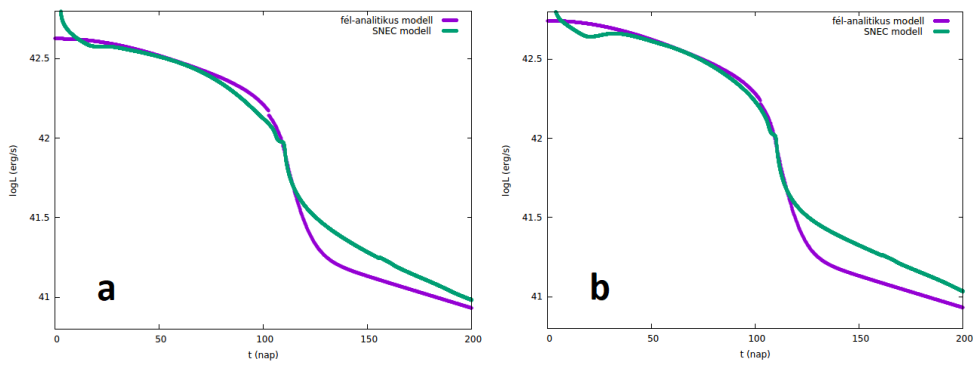 fél-analitikus modell
SNEC modell
42.5
42
41.5
41
logL (erg/s)
0 50 100 150 200
t (nap)
a
fél-analitikus modell
SNEC modell
42.5
42
41.5
41
logL (erg/s)
0 50 100 150 200
t (nap)
b